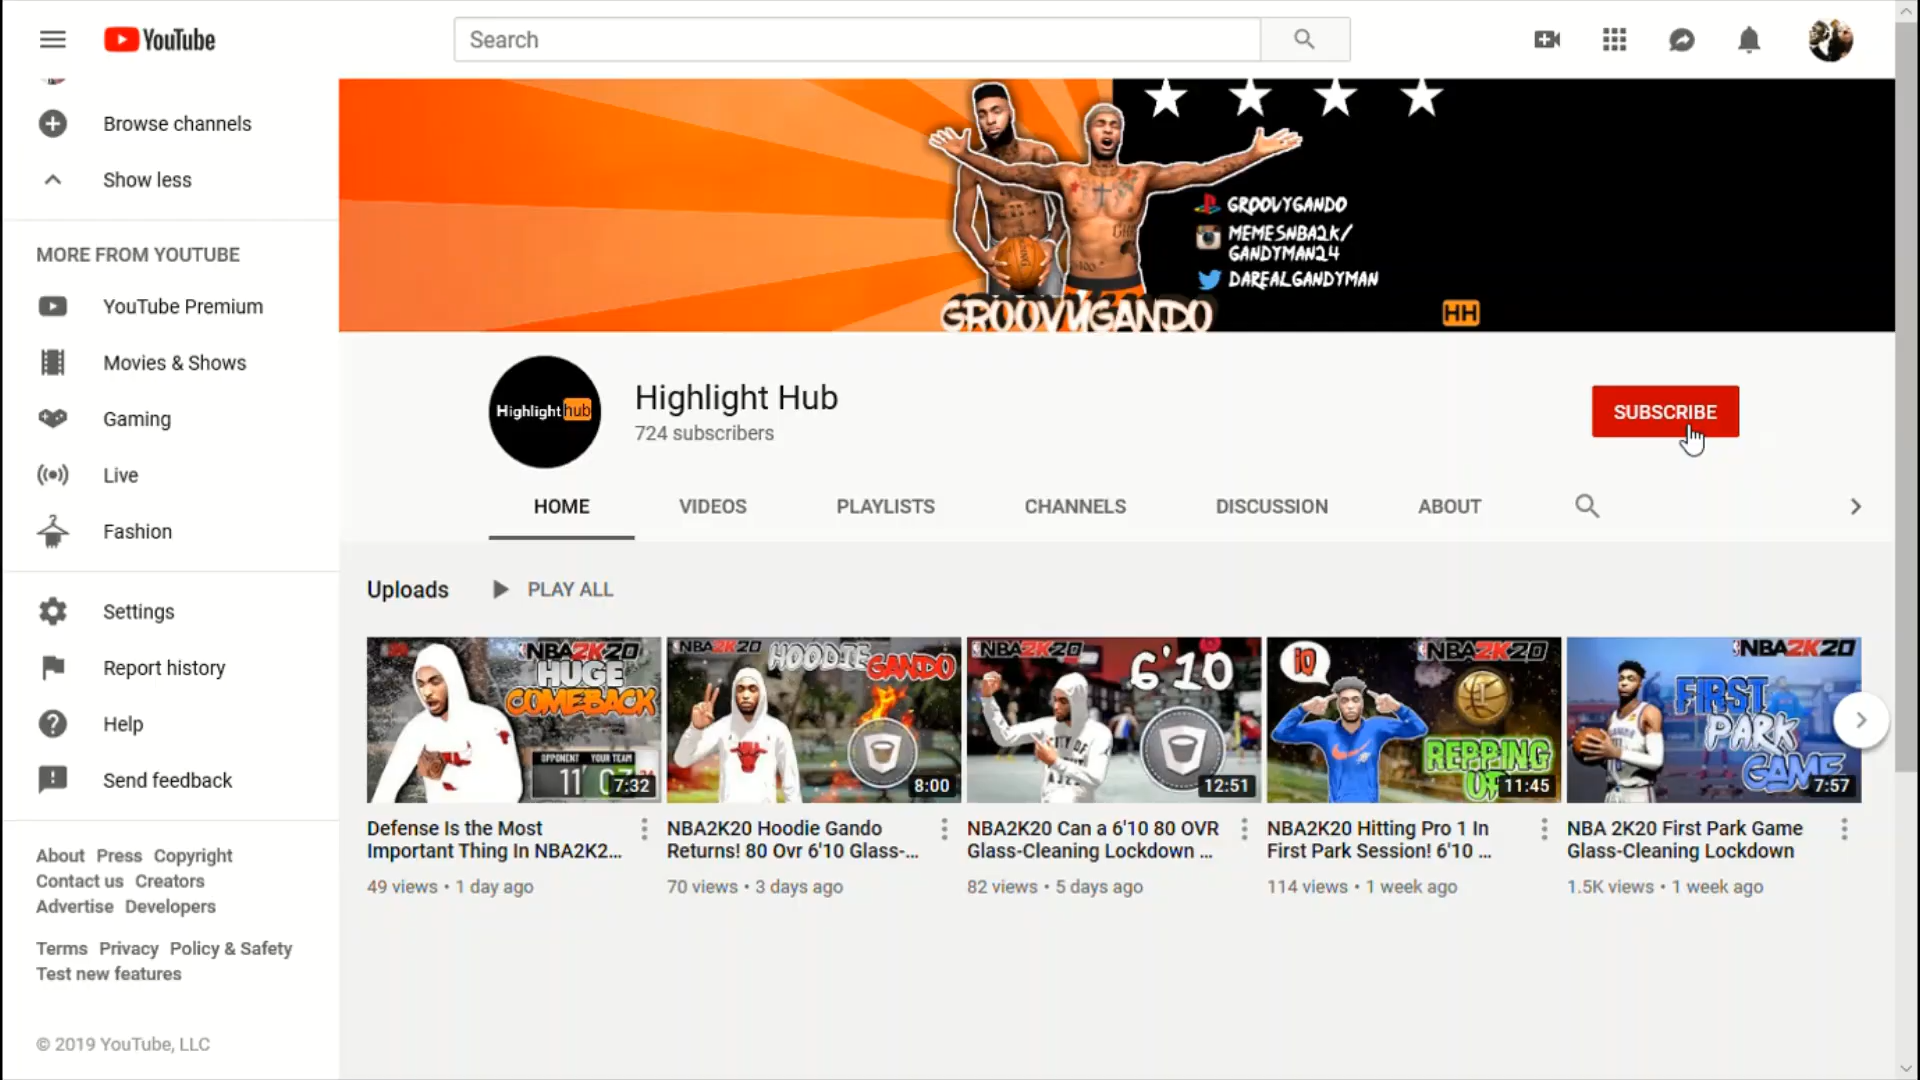 YouTube
Search
Browse channels
Show less
MORE FROM YOUTUBE
YouTube Premium
Movies & Shows
Gaming
Live
Fashion
Settings
Report history
Help
Send feedback
About Press Copyright
Contact us Creators
Advertise Developers
Terms Privacy Policy & Safety
Test new features
© 2019 YouTube, LLC
GROOVYGANDO
MEMESNBA2K/
GANDYMAN24
DAREALGANDYMAN
GROOVYGANDO
HH
Highlight hub
Highlight Hub
724 subscribers
SUBSCRIBE
HOME VIDEOS PLAYLISTS CHANNELS DISCUSSION ABOUT
Uploads PLAY ALL
NBA2K20
HUGE
COMEBACK
OPPONENT YOUR TEAM
7:32
Defense Is the Most
Important Thing In NBA2K2...
49 views • 1 day ago
NBA2K20
HOODIE
GANDO
8:00
NBA2K20 Hoodie Gando
Returns! 80 Ovr 6'10 Glass-...
70 views • 3 days ago
NBA2K20
6'10
12:51
NBA2K20 Can a 6'10 80 OVR
Glass-Cleaning Lockdown ...
82 views • 5 days ago
IQ
NBA2K20
REPPING
UP
11:45
NBA2K20 Hitting Pro 1 In
First Park Session! 6'10 ...
114 views • 1 week ago
NBA2K20
FIRST
PARK
GAME
7:57
NBA 2K20 First Park Game
Glass-Cleaning Lockdown
1.5K views • 1 week ago